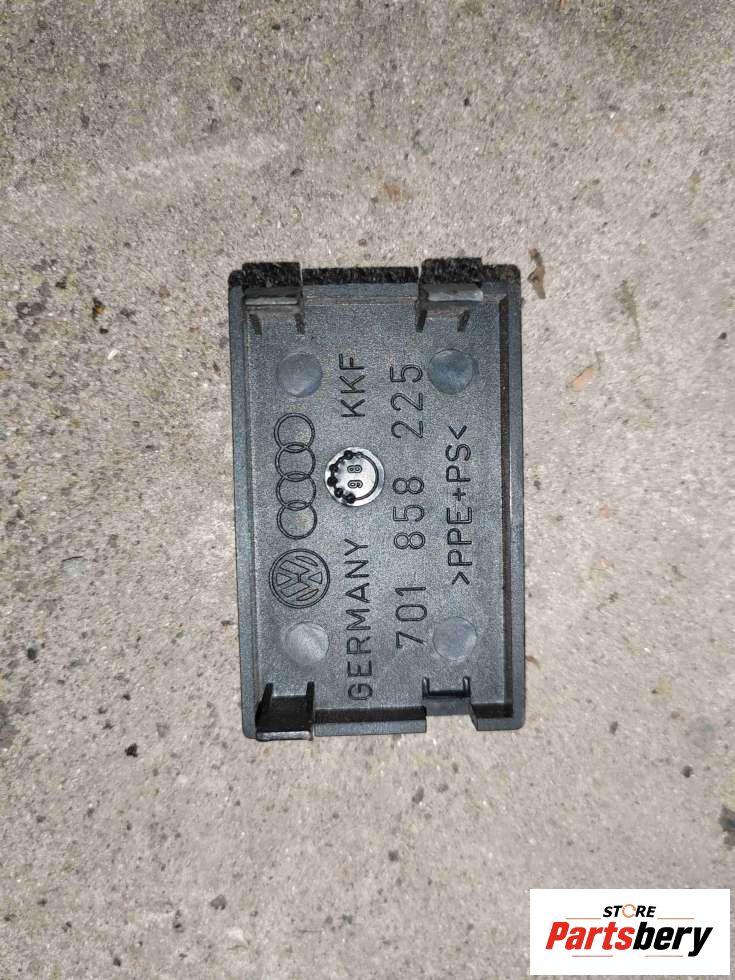 GERMANY KKF
98
701 858 225
>PPE+PS<
STORE
Partsbery